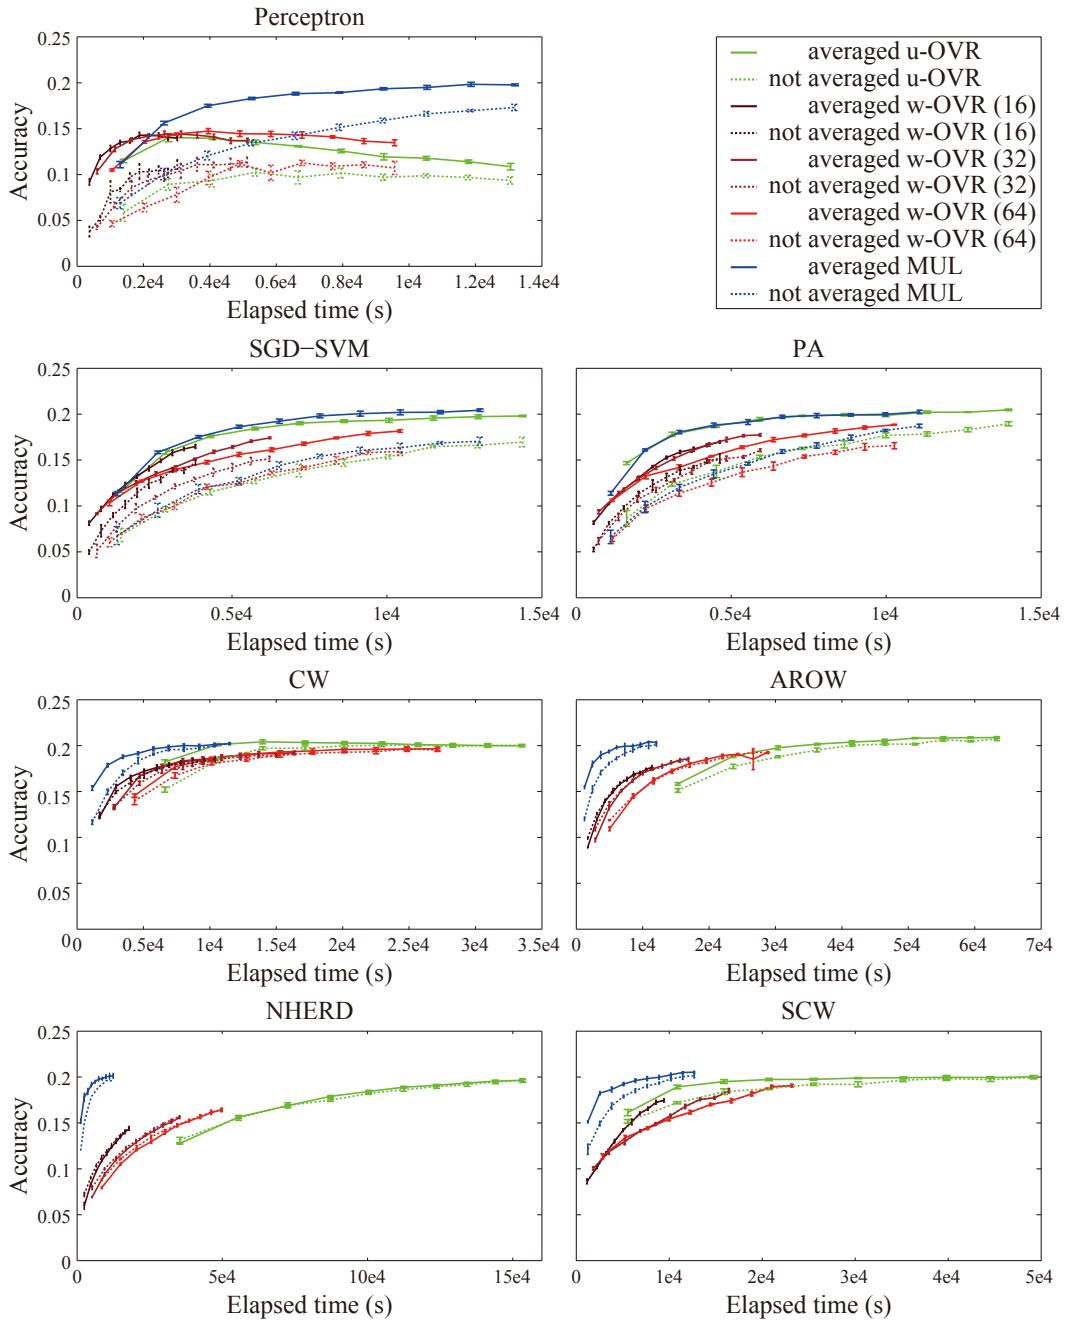 Perceptron
0.25
0.2
0.15
0.1
0.05
0
Accuracy
0 0.2e4 0.4e4 0.6e4 0.8e4 1e4 1.2e4 1.4e4
Elapsed time (s)
averaged u-OVR
not averaged u-OVR
averaged w-OVR (16)
not averaged w-OVR (16)
averaged w-OVR (32)
not averaged w-OVR (32)
averaged w-OVR (64)
not averaged w-OVR (64)
averaged MUL
not averaged MUL
SGD−SVM
0.25
0.2
0.15
0.1
0.05
0
Accuracy
0 0.5e4 1e4 1.5e4
Elapsed time (s)
PA
0 0.5e4 1e4 1.5e4
Elapsed time (s)
CW
0.25
0.2
0.15
0.1
0.05
0
Accuracy
0 0.5e4 1e4 1.5e4 2e4 2.5e4 3e4 3.5e4
Elapsed time (s)
AROW
0 1e4 2e4 3e4 4e4 5e4 6e4 7e4
Elapsed time (s)
NHERD
0.25
0.2
0.15
0.1
0.05
0
Accuracy
0 5e4 10e4 15e4
Elapsed time (s)
SCW
0 1e4 2e4 3e4 4e4 5e4
Elapsed time (s)